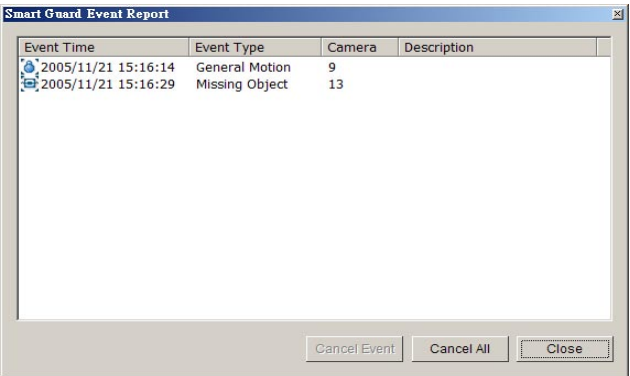 Smart Guard Event Report
Event Time Event Type Camera Description
2005/11/21 15:16:14 General Motion 9
2005/11/21 15:16:29 Missing Object 13
Cancel Event Cancel All Close